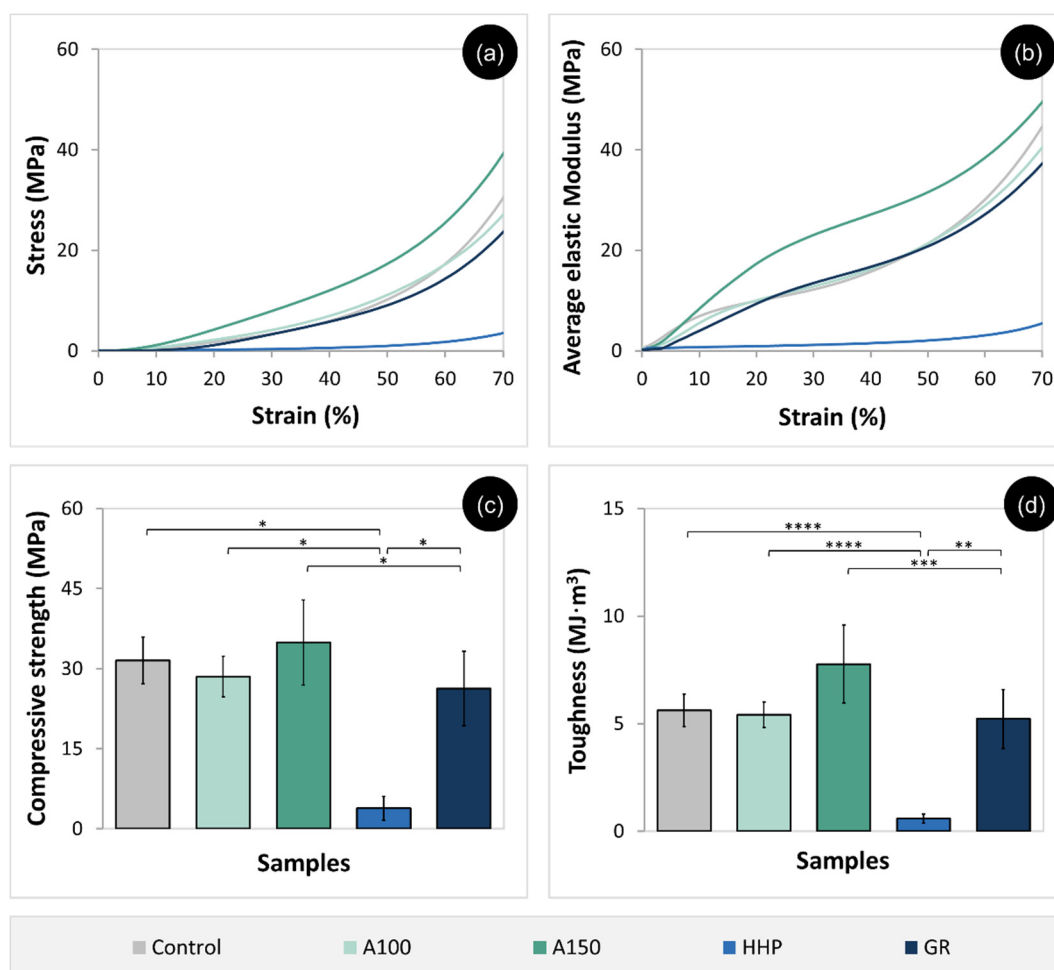 (a)
Stress (MPa)
60
40
20
0
0 10 20 30 40 50 60 70
Strain (%)
(b)
Average elastic Modulus (MPa)
60
40
20
0
0 10 20 30 40 50 60 70
Strain (%)
(c)
Compressive strength (MPa)
60
45
30
15
0
*
*
*
*
Samples
(d)
Toughness (MJ·m³)
15
10
5
0
****
****
**
***
Samples
Control A100 A150 HHP GR